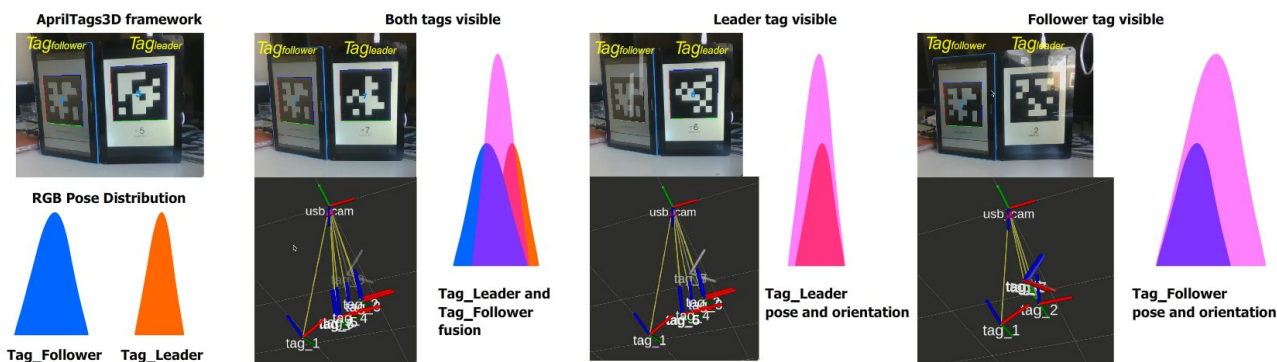 AprilTags3D framework
Both tags visible
Leader tag visible
Follower tag visible
Tagfollower
Tagleader
Tagfollower
Tagleader
Tagfollower
Tagleader
Tagfollower
Tagleader
RGB Pose Distribution
usb_cam
usb_cam
usb_cam
tag_1
tag_1
tag_1
tag_2
Tag_Leader and
Tag_Follower
fusion
Tag_Leader
pose and orientation
Tag_Follower
pose and orientation
Tag_Follower
Tag_Leader